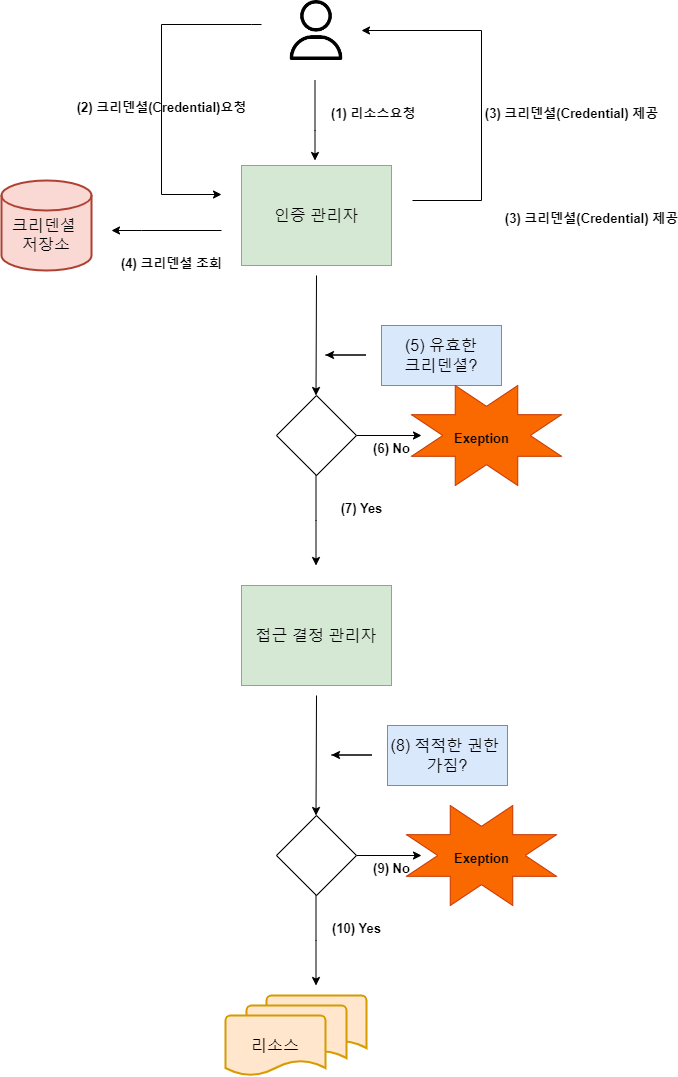 (2) 크리덴셜(Credential)요청
(1) 리소스요청
(3) 크리덴셜(Credential) 제공
인증 관리자
(3) 크리덴셜(Credential) 제공
크리덴셜
저장소
(4) 크리덴셜 조회
(5) 유효한
크리덴셜?
Exeption
(6) No
(7) Yes
접근 결정 관리자
(8) 적적한 권한
가짐?
Exeption
(9) No
(10) Yes
리소스